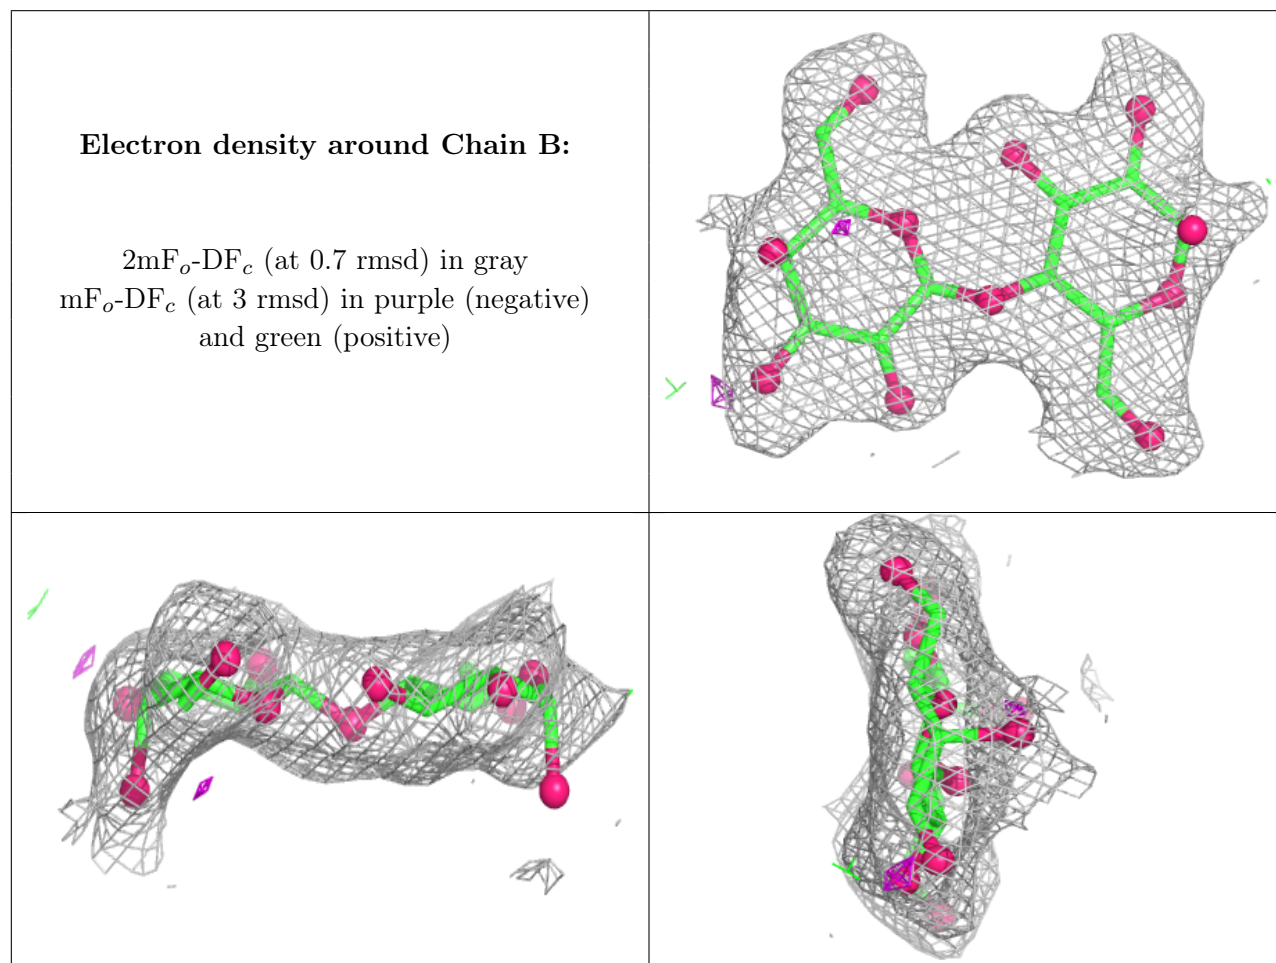 Electron density around Chain B:
2mFo-DFc (at 0.7 rmsd) in gray
mFo-DFc (at 3 rmsd) in purple (negative)
and green (positive)